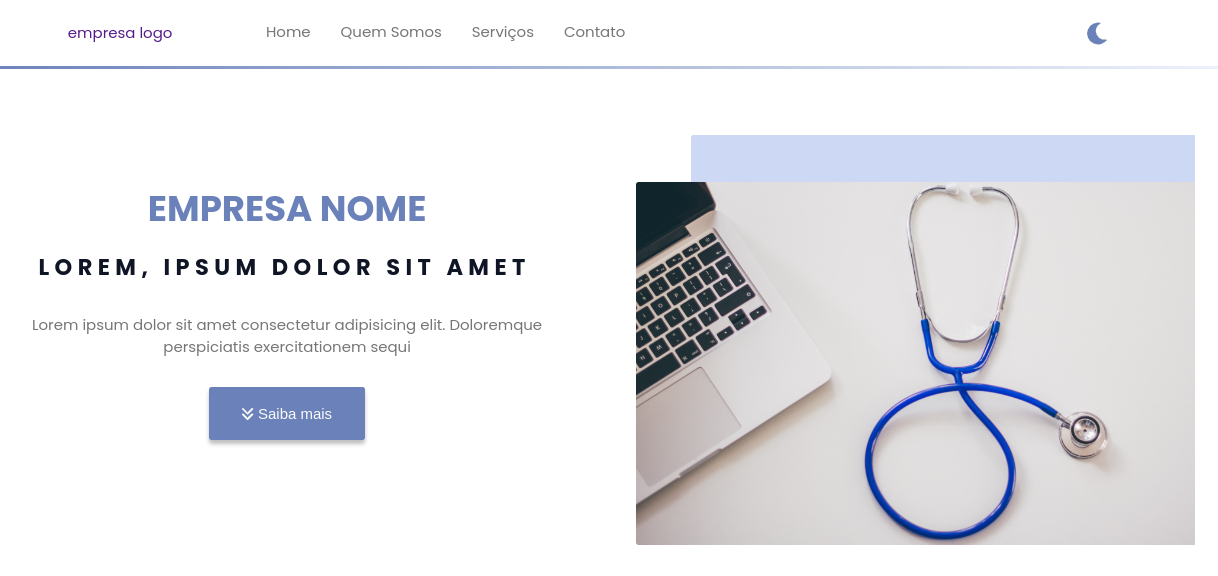 empresa logo
Home Quem Somos Serviços Contato
EMPRESA NOME
LOREM, IPSUM DOLOR SIT AMET
Lorem ipsum dolor sit amet consectetur adipisicing elit. Doloremque
perspiciatis exercitationem sequi
Saiba mais